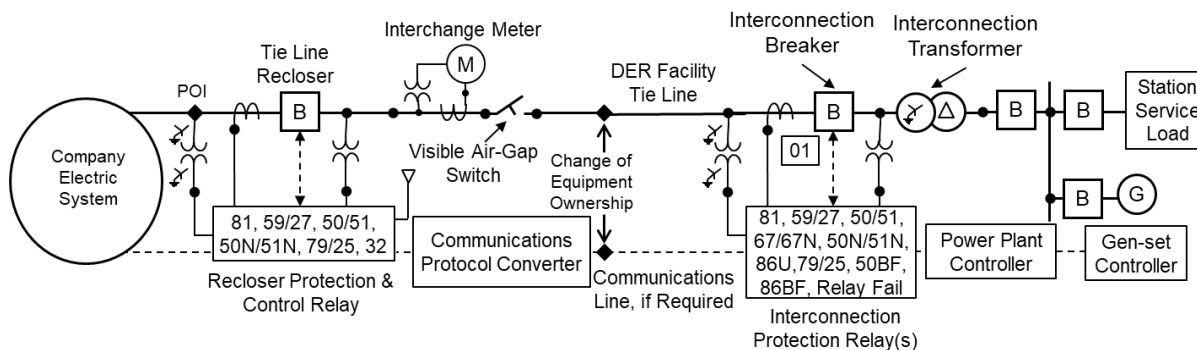 Interchange Meter
M
Tie Line
Recloser
POI
B
Company
Electric
System
Visible Air-Gap
Switch
81, 59/27, 50/51,
50N/51N, 79/25, 32
Recloser Protection &
Control Relay
Communications
Protocol Converter
DER Facility
Tie Line
Change of
Equipment
Ownership
Communications
Line, if Required
Interconnection
Breaker
B
01
Interconnection
Transformer
Δ
81, 59/27, 50/51,
67/67N, 50N/51N,
86U,79/25, 50BF,
86BF, Relay Fail
Interconnection
Protection Relay(s)
B
B
Station
Service
Load
B
G
Power Plant
Controller
Gen-set
Controller